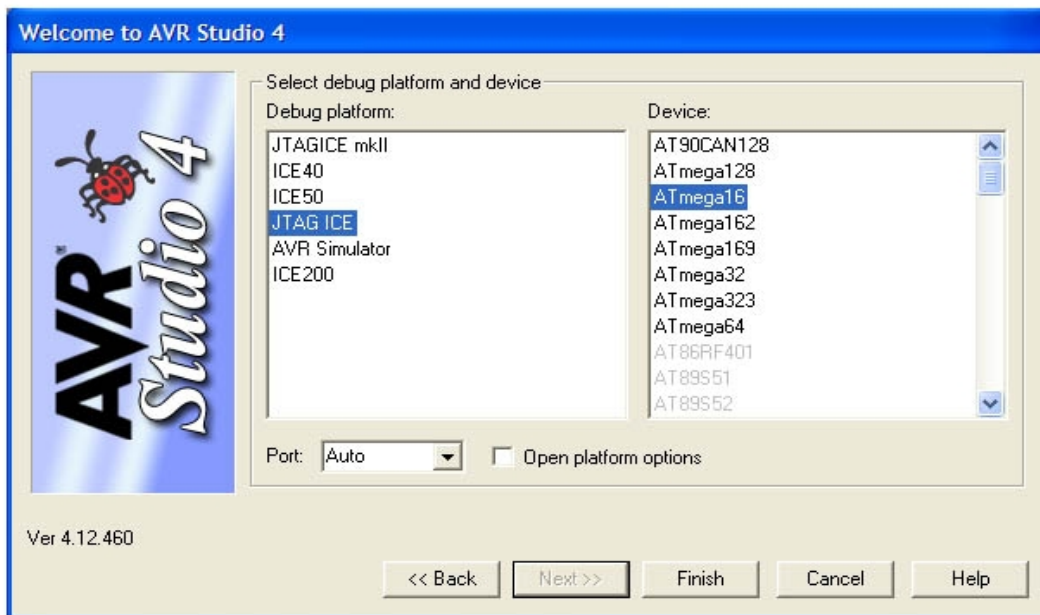 Welcome to AVR Studio 4
AVR®
Studio 4
Select debug platform and device
Debug platform:
JTAGICE mkII
ICE40
ICE50
JTAG ICE
AVR Simulator
ICE200
Device:
AT90CAN128
ATmega128
ATmega16
ATmega162
ATmega169
ATmega32
ATmega323
ATmega64
AT86RF401
AT89S51
AT89S52
Port: Auto
Open platform options
Ver 4.12.460
<< Back
Next >>
Finish
Cancel
Help